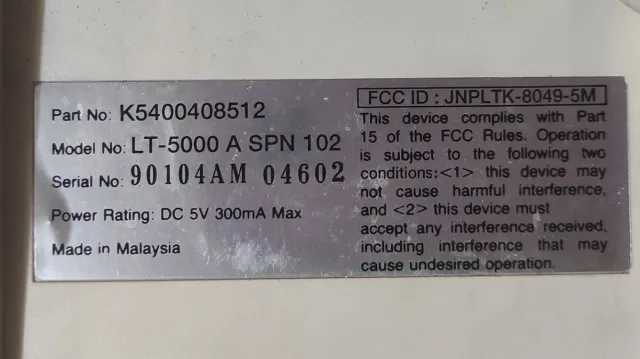 Part No: K5400408512
Model No: LT-5000 A SPN 102
Serial No: 90104AM 04602
Power Rating: DC 5V 300mA Max
Made in Malaysia
FCC ID : JNPLTK-8049-5M
This device complies with Part
15 of the FCC Rules. Operation
is subject to the following two
conditions:<1> this device may
not cause harmful interference,
and <2> this device must
accept any interference received,
including interference that may
cause undesired operation.